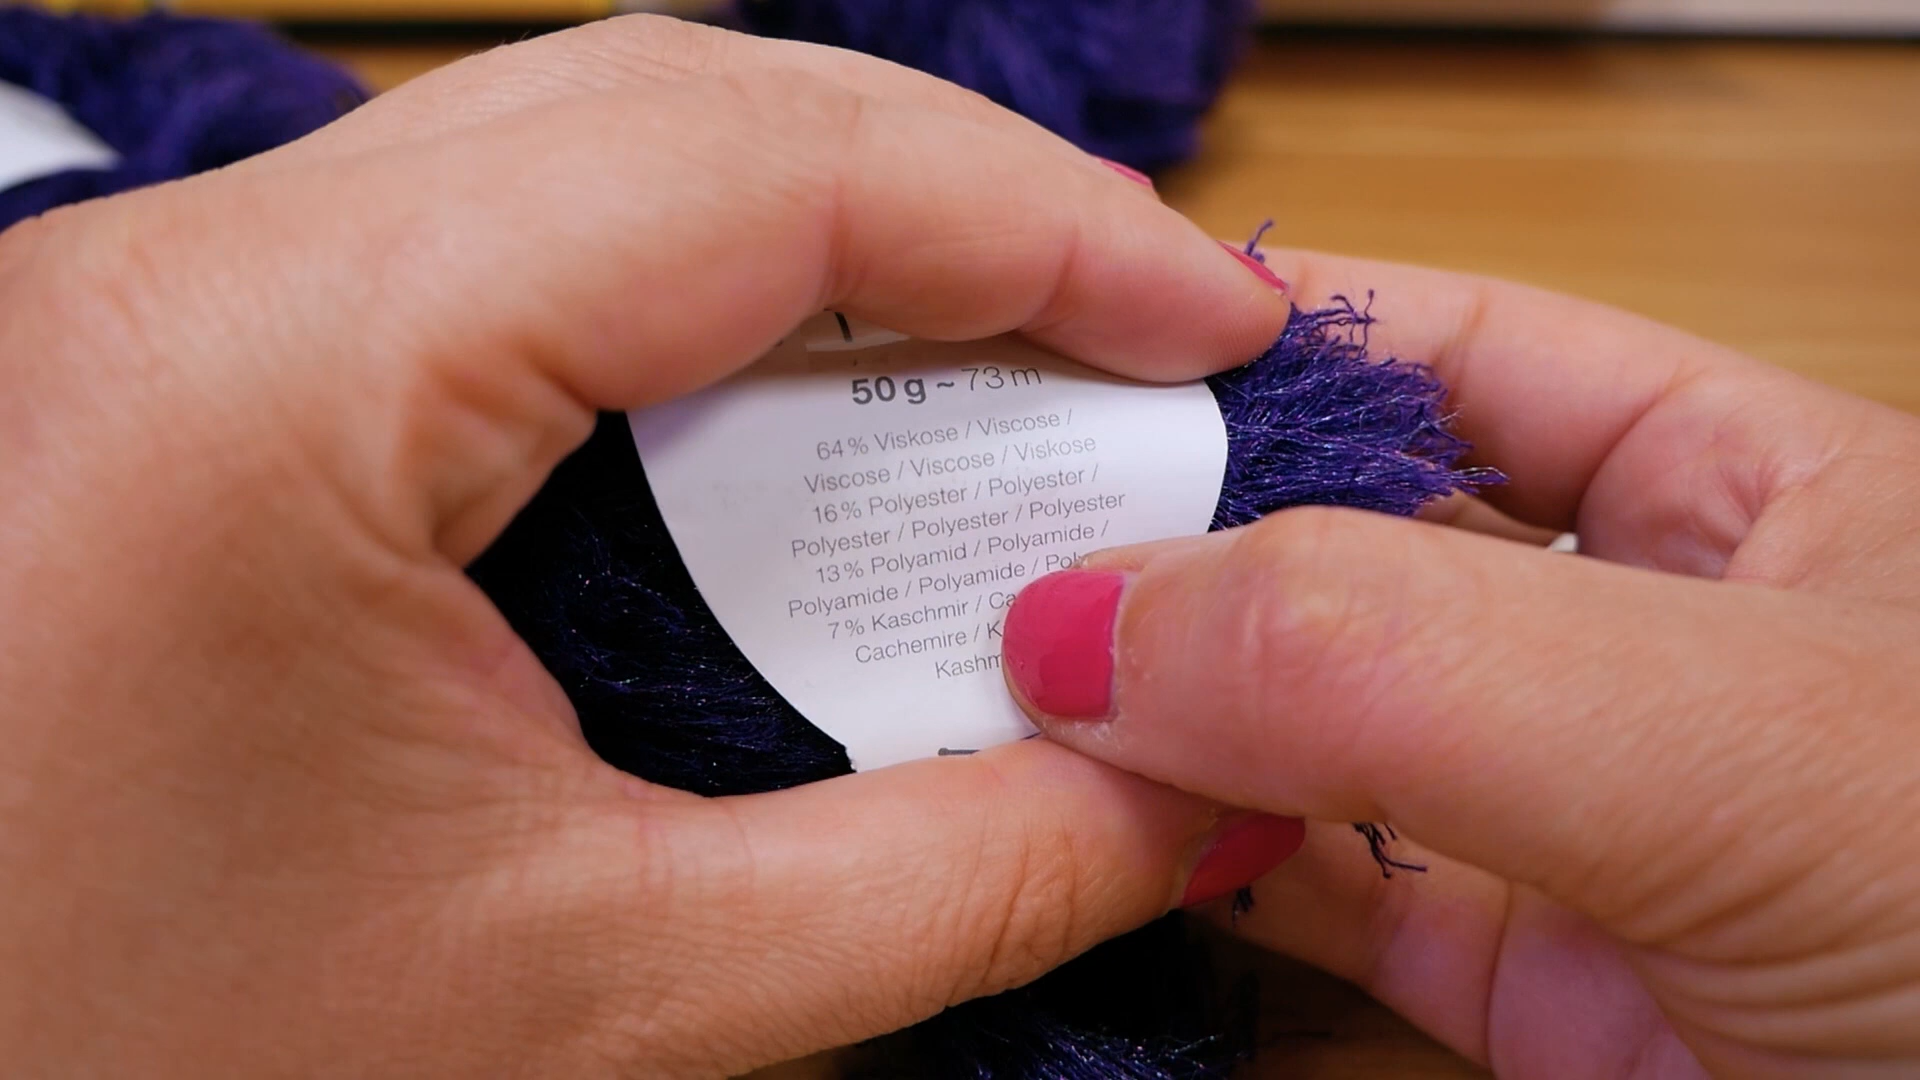 50 g ~ 73 m
64 % Viskose / Viscose /
Viscose / Viscose / Viskose
16 % Polyester / Polyester /
Polyester / Polyester / Polyester
13 % Polyamid / Polyamide /
Polyamide / Polyamide /
7 % Kaschmir /
Cachemire /